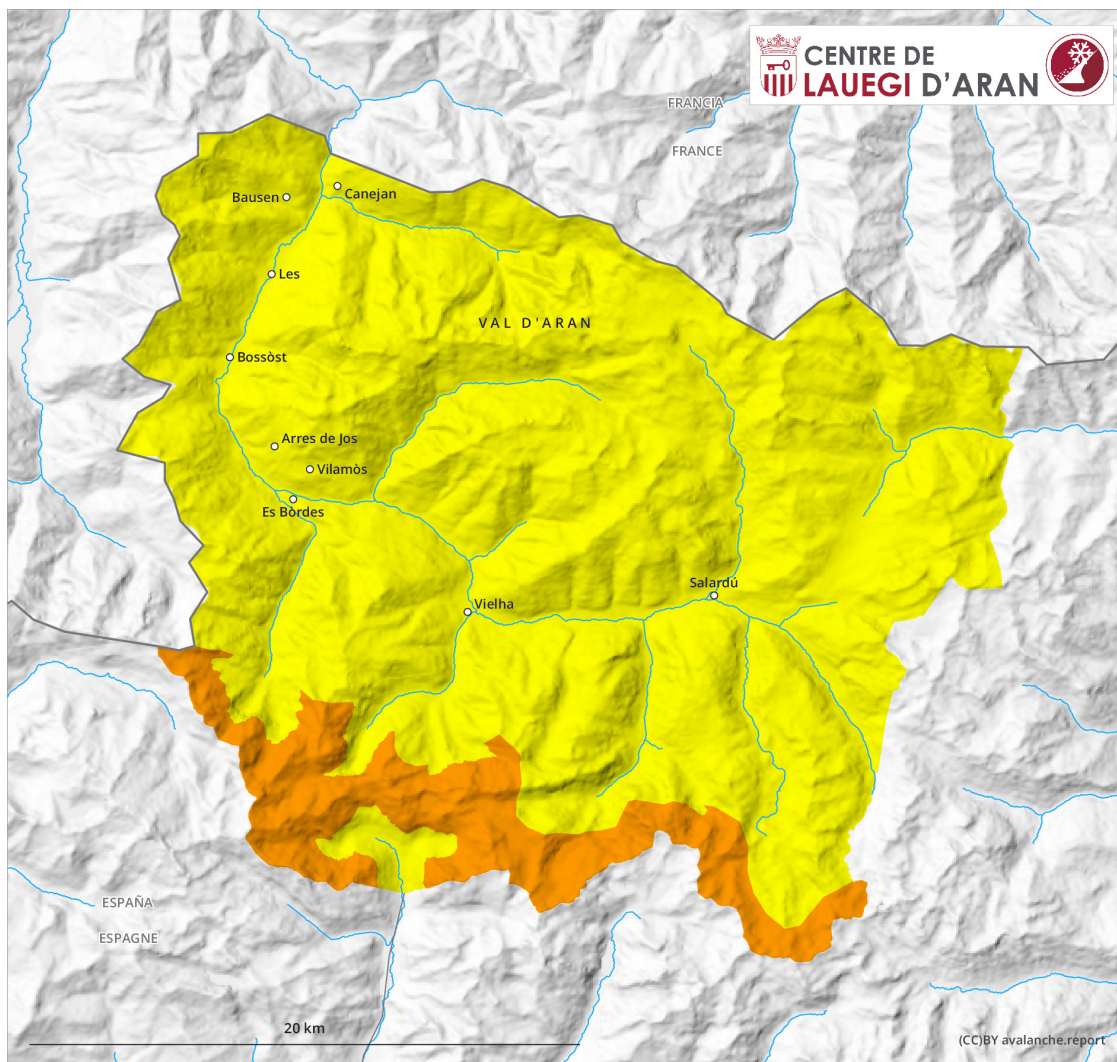 CENTRE DE
LAUEGI D'ARAN
FRANCIA
FRANCE
Bausen
Canejan
Les
VAL D'ARAN
Bossòst
Arres de Jos
Vilamòs
Es Bòrdes
Salardú
Vielha
ESPAÑA
ESPAGNE
20 km
(CC)BY avalanche.report